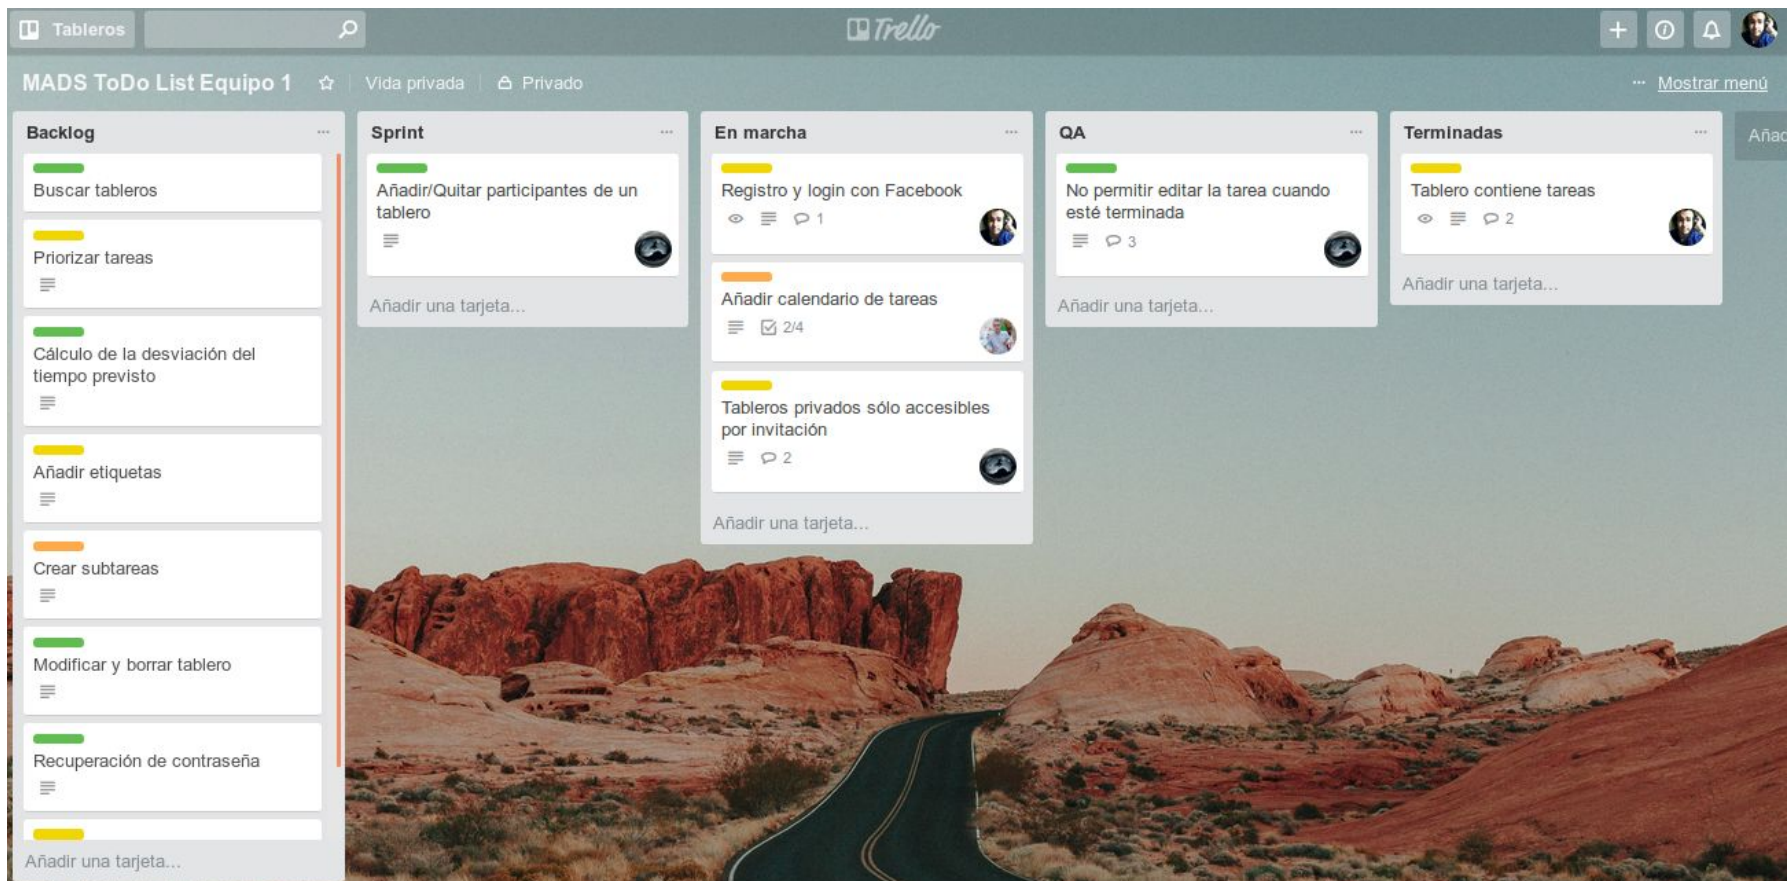 Tableros
Trello
MADS ToDo List Equipo 1
Vida privada
Privado
Mostrar menú
Backlog
Buscar tableros
Priorizar tareas
Cálculo de la desviación del
tiempo previsto
Añadir etiquetas
Crear subtareas
Modificar y borrar tablero
Recuperación de contraseña
Añadir una tarjeta...
Sprint
Añadir/Quitar participantes de un
tablero
Añadir una tarjeta...
En marcha
Registro y login con Facebook
1
Añadir calendario de tareas
2/4
Tableros privados sólo accesibles
por invitación
2
Añadir una tarjeta...
QA
No permitir editar la tarea cuando
esté terminada
3
Añadir una tarjeta...
Terminadas
Tablero contiene tareas
2
Añadir una tarjeta...